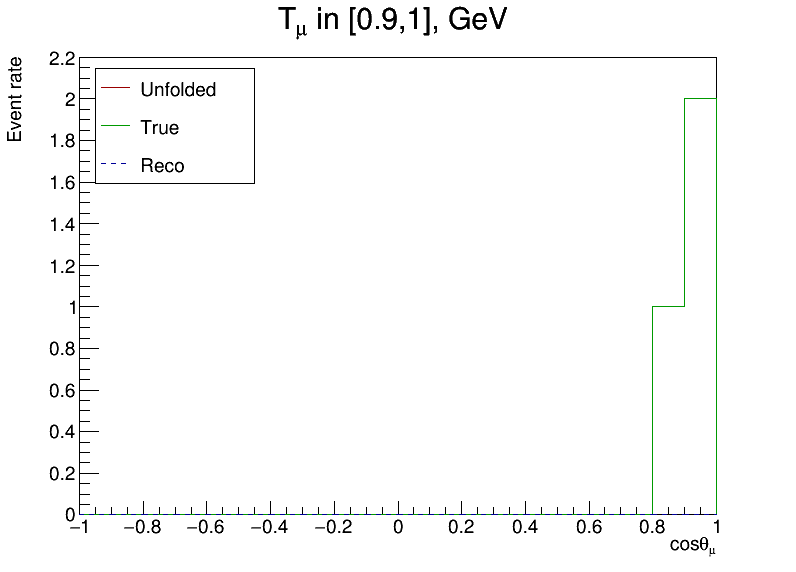 T_μ in [0.9,1], GeV
Event rate
2.2
2
1.8
1.6
1.4
1.2
1
0.8
0.6
0.4
0.2
0
Unfolded
True
Reco
−1 −0.8 −0.6 −0.4 −0.2 0 0.2 0.4 0.6 0.8 1
cosθ_μ